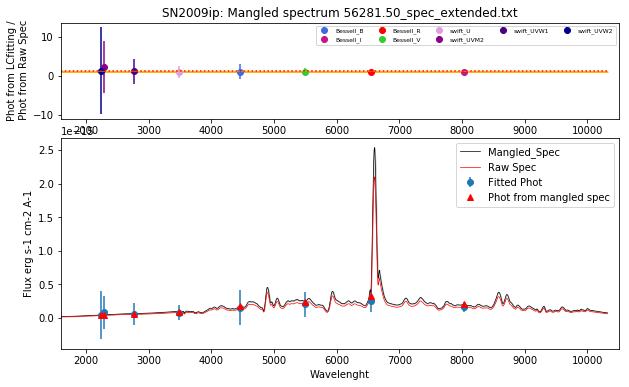 SN2009ip: Mangled spectrum 56281.50_spec_extended.txt
Phot from LCfitting /
Phot from Raw Spec
10
0
−10
Bessell_B
Bessell_I
Bessell_R
Bessell_V
swift_U
swift_UVM2
swift_UVW1
swift_UVW2
2000 3000 4000 5000 6000 7000 8000 9000 10000
1e−15
Flux erg s-1 cm-2 A-1
2.5
2.0
1.5
1.0
0.5
0.0
Mangled_Spec
Raw Spec
Fitted Phot
Phot from mangled spec
2000 3000 4000 5000 6000 7000 8000 9000 10000
Wavelenght